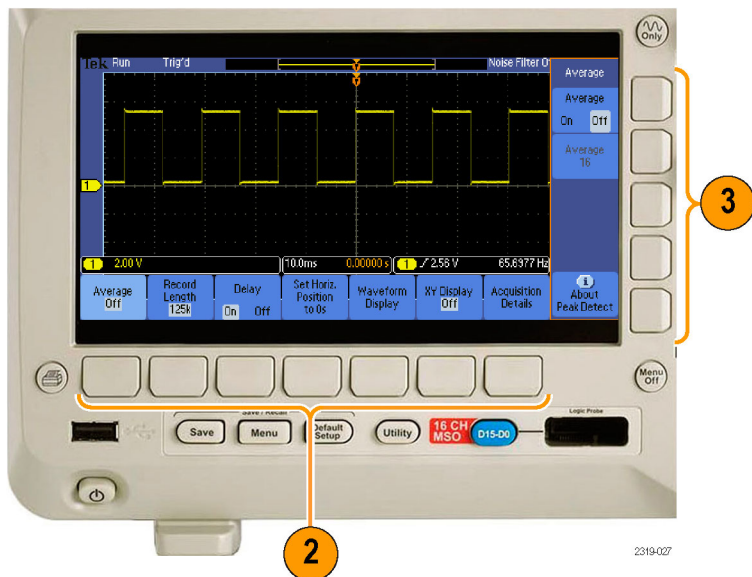 Only
Tek Run Trig'd Noise Filter O
Average
Average
On Off
Average
16
1
1 2.00 V 10.0ms 0.00000 s 1 2.56 V 65.6977 Hz
Average
Off
Record
Length
125k
Delay
On Off
Set Horiz.
Position
to 0s
Waveform
Display
XY Display
Off
Acquisition
Details
i
About
Peak Detect
3
Menu
Off
Save / Recall
Save
Menu
Default
Setup
Utility
16 CH
MSO
D15-D0
Logic Probe
2
2319-027